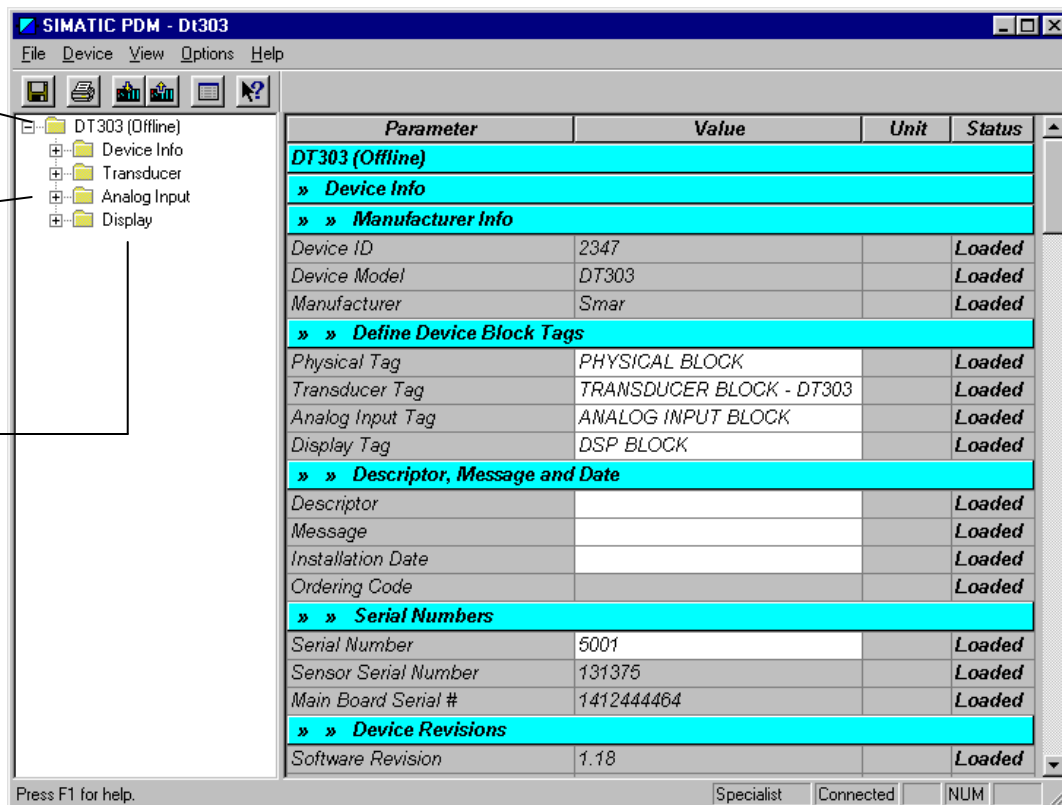 SIMATIC PDM - Dt303
File Device View Options Help
DT303 (Offline)
Device Info
Transducer
Analog Input
Display
Parameter Value Unit Status
DT303 (Offline)
» Device Info
» » Manufacturer Info
Device ID 2347 Loaded
Device Model DT303 Loaded
Manufacturer Smar Loaded
» » Define Device Block Tags
Physical Tag PHYSICAL BLOCK Loaded
Transducer Tag TRANSDUCER BLOCK - DT303 Loaded
Analog Input Tag ANALOG INPUT BLOCK Loaded
Display Tag DSP BLOCK Loaded
» » Descriptor, Message and Date
Descriptor Loaded
Message Loaded
Installation Date Loaded
Ordering Code Loaded
» » Serial Numbers
Serial Number 5001 Loaded
Sensor Serial Number 131375 Loaded
Main Board Serial # 1412444464 Loaded
» » Device Revisions
Software Revision 1.18 Loaded
Press F1 for help. Specialist Connected NUM